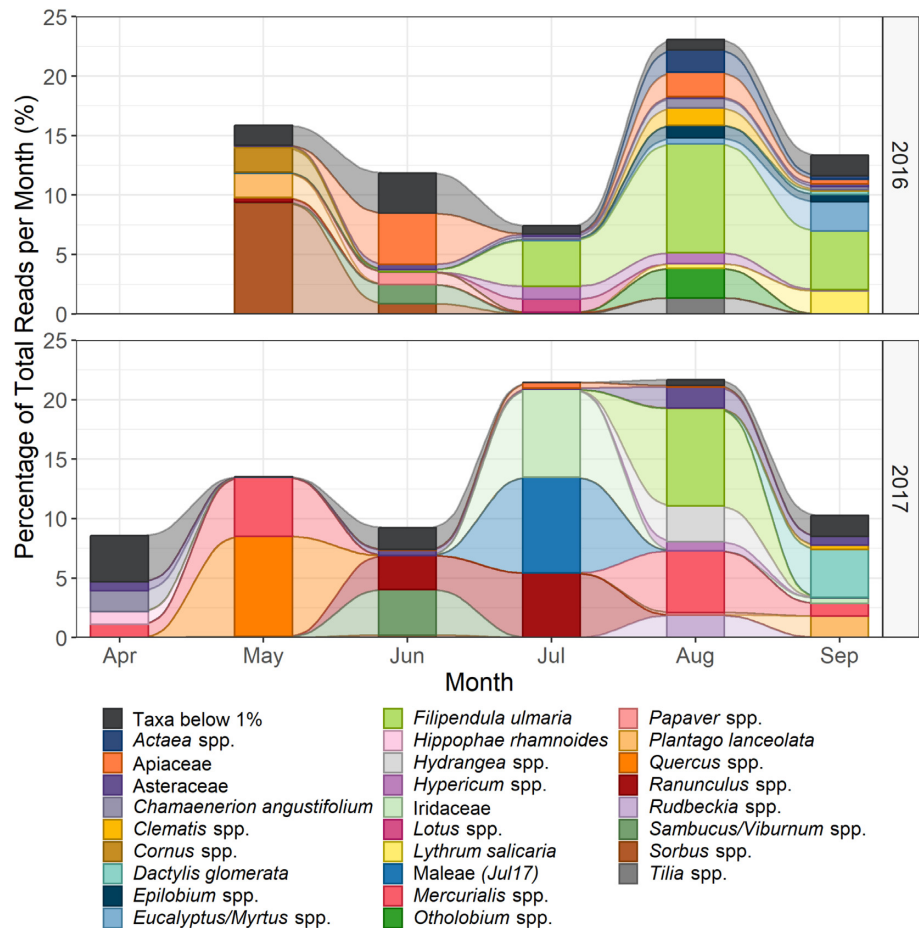 25
20
15
10
5
0
2016
25
20
15
10
5
0
2017
Percentage of Total Reads per Month (%)
Apr May Jun Jul Aug Sep
Month
Taxa below 1%
Actaea spp.
Apiaceae
Asteraceae
Chamaenerion angustifolium
Clematis spp.
Cornus spp.
Dactylis glomerata
Epilobium spp.
Eucalyptus/Myrtus spp.
Filipendula ulmaria
Hippophae rhamnoides
Hydrangea spp.
Hypericum spp.
Iridaceae
Lotus spp.
Lythrum salicaria
Maleae (Jul17)
Mercurialis spp.
Otholobium spp.
Papaver spp.
Plantago lanceolata
Quercus spp.
Ranunculus spp.
Rudbeckia spp.
Sambucus/Viburnum spp.
Sorbus spp.
Tilia spp.